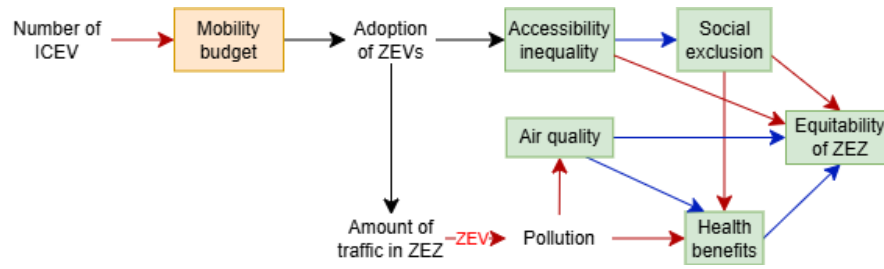 Number of
ICEV
Mobility
budget
Adoption
of ZEVs
Accessibility
inequality
Social
exclusion
Air quality
Equitability
of ZEZ
Amount of
traffic in ZEZ
ZEV
Pollution
Health
benefits